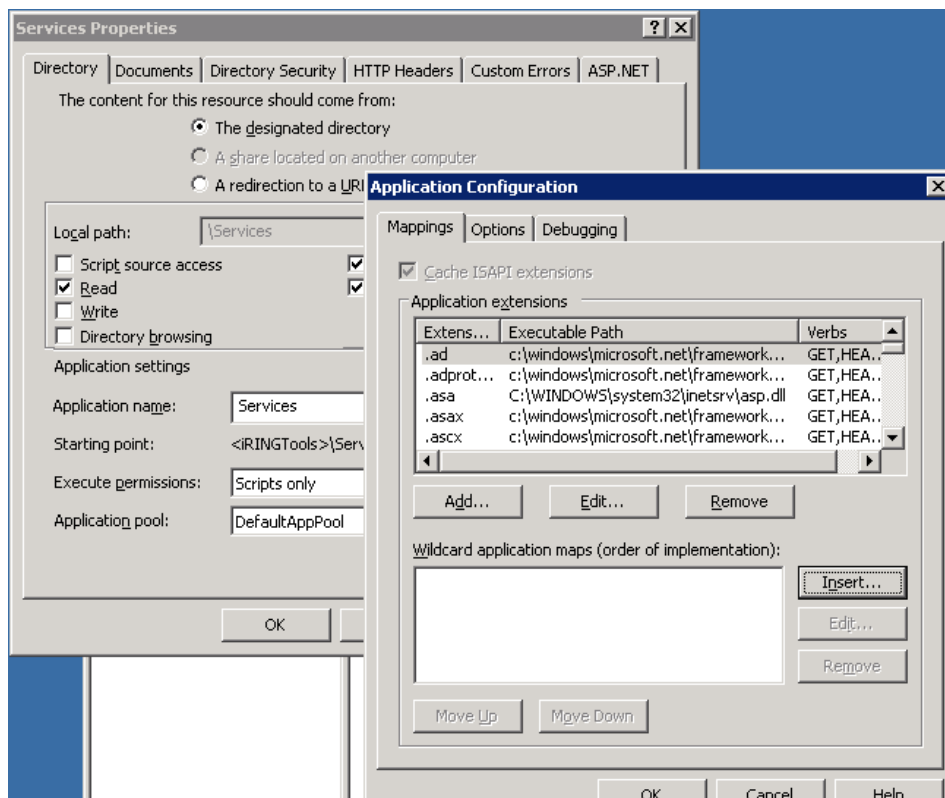 Services Properties
Directory Documents Directory Security HTTP Headers Custom Errors ASP.NET
The content for this resource should come from:
The designated directory
A share located on another computer
A redirection to a URL
Local path: \Services
Script source access
Read
Write
Directory browsing
Application settings
Application name: Services
Starting point: <iRINGTools>\Serv
Execute permissions: Scripts only
Application pool: DefaultAppPool
OK
Application Configuration
Mappings Options Debugging
Cache ISAPI extensions
Application extensions
Extens... Executable Path Verbs
.ad c:\windows\microsoft.net\framework... GET,HEA...
.adprot... c:\windows\microsoft.net\framework... GET,HEA...
.asa C:\WINDOWS\system32\inetsrv\asp.dll GET,HEA...
.asax c:\windows\microsoft.net\framework... GET,HEA...
.ascx c:\windows\microsoft.net\framework... GET,HEA...
Add... Edit... Remove
Wildcard application maps (order of implementation):
Insert...
Edit...
Remove
Move Up Move Down
OK Cancel Help